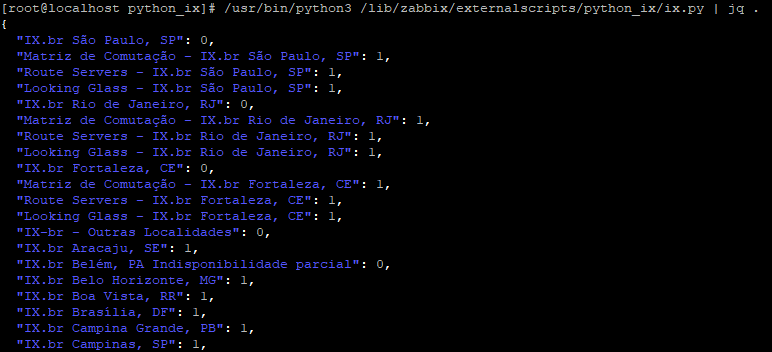 [root@localhost python_ix]# /usr/bin/python3 /lib/zabbix/externalscripts/python_ix/ix.py | jq .
{
"IX.br São Paulo, SP": 0,
"Matriz de Comutação - IX.br São Paulo, SP": 1,
"Route Servers - IX.br São Paulo, SP": 1,
"Looking Glass - IX.br São Paulo, SP": 1,
"IX.br Rio de Janeiro, RJ": 0,
"Matriz de Comutação - IX.br Rio de Janeiro, RJ": 1,
"Route Servers - IX.br Rio de Janeiro, RJ": 1,
"Looking Glass - IX.br Rio de Janeiro, RJ": 1,
"IX.br Fortaleza, CE": 0,
"Matriz de Comutação - IX.br Fortaleza, CE": 1,
"Route Servers - IX.br Fortaleza, CE": 1,
"Looking Glass - IX.br Fortaleza, CE": 1,
"IX-br - Outras Localidades": 0,
"IX.br Aracaju, SE": 1,
"IX.br Belém, PA Indisponibilidade parcial": 0,
"IX.br Belo Horizonte, MG": 1,
"IX.br Boa Vista, RR": 1,
"IX.br Brasília, DF": 1,
"IX.br Campina Grande, PB": 1,
"IX.br Campinas, SP": 1,